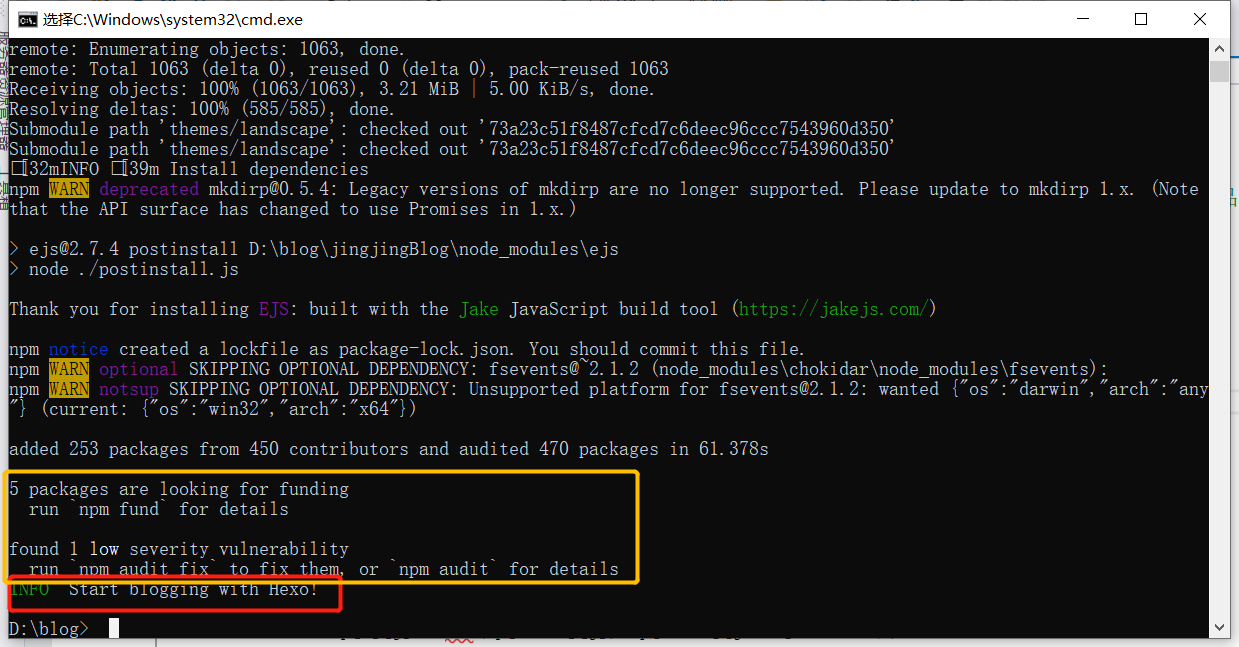 选择C:\Windows\system32\cmd.exe
remote: Enumerating objects: 1063, done.
remote: Total 1063 (delta 0), reused 0 (delta 0), pack-reused 1063
Receiving objects: 100% (1063/1063), 3.21 MiB | 5.00 KiB/s, done.
Resolving deltas: 100% (585/585), done.
Submodule path 'themes/landscape': checked out '73a23c51f8487cfcd7c6deec96ccc7543960d350'
Submodule path 'themes/landscape': checked out '73a23c51f8487cfcd7c6deec96ccc7543960d350'
[32mINFO [39m Install dependencies
npm WARN deprecated mkdirp@0.5.4: Legacy versions of mkdirp are no longer supported. Please update to mkdirp 1.x. (Note
that the API surface has changed to use Promises in 1.x.)
> ejs@2.7.4 postinstall D:\blog\jingjingBlog\node_modules\ejs
> node ./postinstall.js
Thank you for installing EJS: built with the Jake JavaScript build tool (https://jakejs.com/)
npm notice created a lockfile as package-lock.json. You should commit this file.
npm WARN optional SKIPPING OPTIONAL DEPENDENCY: fsevents@~2.1.2 (node_modules\chokidar\node_modules\fsevents):
npm WARN notsup SKIPPING OPTIONAL DEPENDENCY: Unsupported platform for fsevents@2.1.2: wanted {"os":"darwin","arch":"any
"} (current: {"os":"win32","arch":"x64"})
added 253 packages from 450 contributors and audited 470 packages in 61.378s
5 packages are looking for funding
run `npm fund` for details
found 1 low severity vulnerability
run `npm audit fix` to fix them, or `npm audit` for details
INFO  Start blogging with Hexo!
D:\blog>